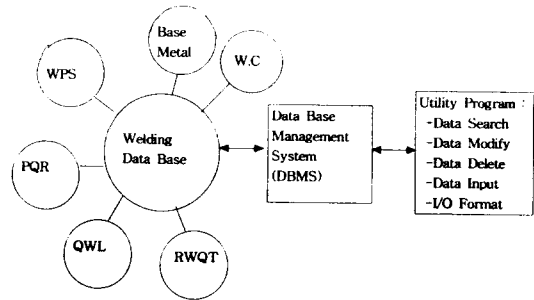 Base
Metal
W.C
WPS
Welding
Data Base
PQR
QWL
RWQT
Data Base
Management
System
(DBMS)
Utility Program :
-Data Search
-Data Modify
-Data Delete
-Data Input
-I/O Format